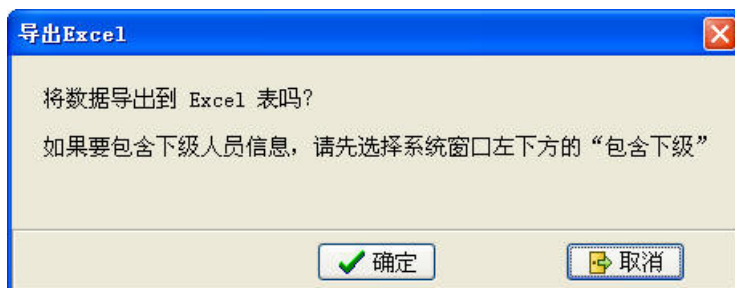 导出Excel
将数据导出到 Excel 表吗?
如果要包含下级人员信息，请先选择系统窗口左下方的“包含下级”
确定
取消